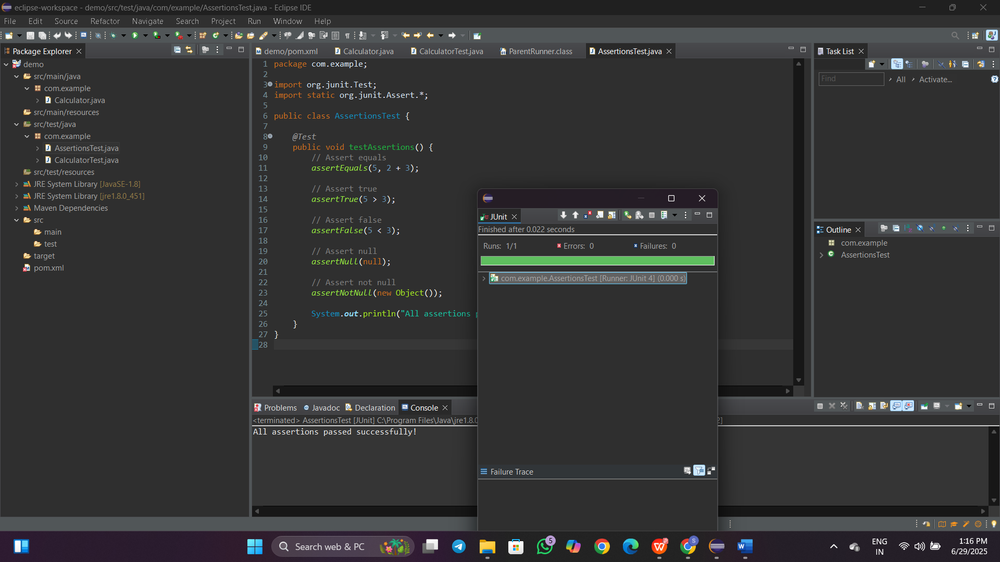 eclipse-workspace - demo/src/test/java/com/example/AssertionsTest.java - Eclipse IDE
File Edit Source Refactor Navigate Search Project Run Window Help
Package Explorer
demo
src/main/java
com.example
Calculator.java
src/main/resources
src/test/java
com.example
AssertionsTest.java
CalculatorTest.java
src/test/resources
JRE System Library [JavaSE-1.8]
JRE System Library [jre1.8.0_451]
Maven Dependencies
src
main
test
target
pom.xml
demo/pom.xml Calculator.java CalculatorTest.java ParentRunner.class AssertionsTest.java
1 package com.example;
2
3 import org.junit.Test;
4 import static org.junit.Assert.*;
5
6 public class AssertionsTest {
7
8 @Test
9 public void testAssertions() {
10 // Assert equals
11 assertEquals(5, 2 + 3);
12
13 // Assert true
14 assertTrue(5 > 3);
15
16 // Assert false
17 assertFalse(5 < 3);
18
19 // Assert null
20 assertNull(null);
21
22 // Assert not null
23 assertNotNull(new Object());
24
25 System.out.println("All assertions p
26 }
27 }
28
JUnit
Finished after 0.022 seconds
Runs: 1/1 Errors: 0 Failures: 0
com.example.AssertionsTest [Runner: JUnit 4] (0.000 s)
Failure Trace
Task List
Find All Activate...
Outline
com.example
AssertionsTest
Problems Javadoc Declaration Console
<terminated> AssertionsTest [JUnit] C:\Program Files\Java\jre1.8.0
2]
All assertions passed successfully!
Search web & PC
5
S
ENG
IN
1:16 PM
6/29/2025